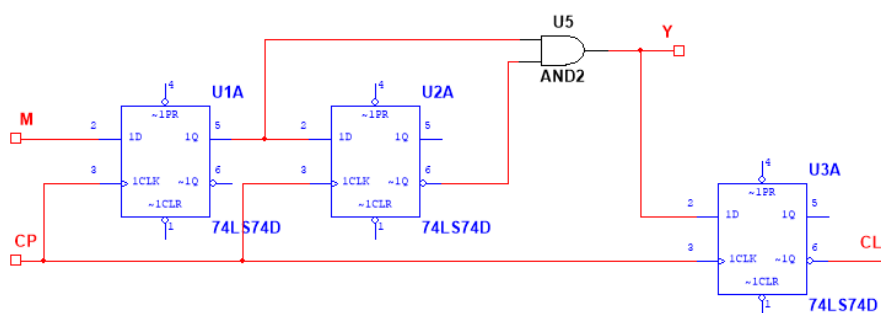 U5
Y
AND2
4
U1A
4
U2A
~1PR
~1PR
M
2
1D
1Q
5
2
1D
1Q
5
4
U3A
3
1CLK
~1Q
6
3
1CLK
~1Q
6
~1PR
~1CLR
~1CLR
2
1D
1Q
5
1
74LS74D
1
74LS74D
CP
3
1CLK
~1Q
6
CL
~1CLR
1
74LS74D